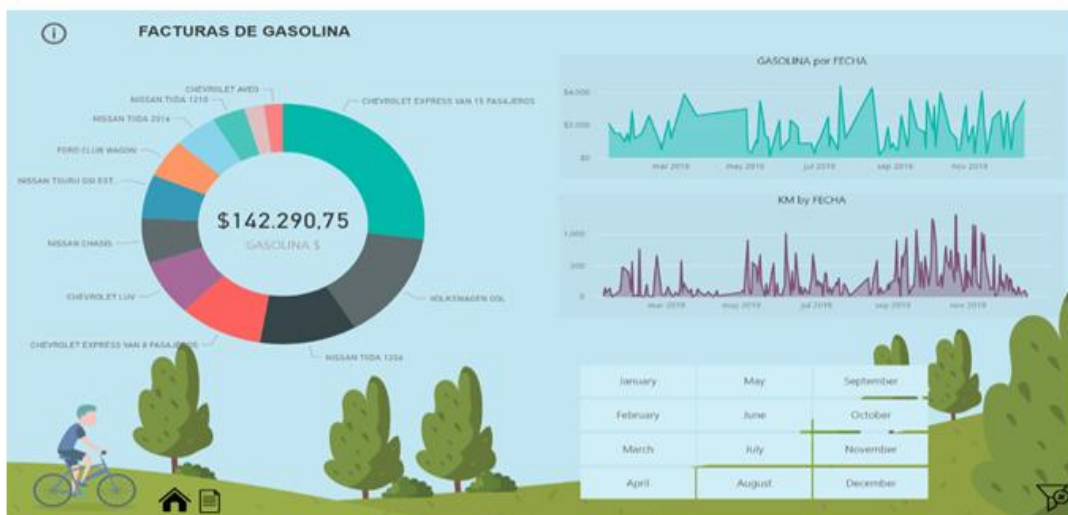 FACTURAS DE GASOLINA
CHEVROLET AVEO
NISSAN TIIDA 1210
NISSAN TIIDA 2014
FORD CLUB WAGON
NISSAN TSURU GSI EST...
NISSAN CHASIS
CHEVROLET LUV
CHEVROLET EXPRESS VAN 8 PASAJEROS
CHEVROLET EXPRESS VAN 15 PASAJEROS
VOLKSWAGEN GOL
NISSAN TIIDA 1256
$142.290,75
GASOLINA $
GASOLINA por FECHA
$4.000
$2.000
$0
mar 2019
may 2019
jul 2019
sep 2019
nov 2019
KM by FECHA
1,000
500
0
mar 2019
may 2019
jul 2019
sep 2019
nov 2019
January
May
September
February
June
October
March
July
November
April
August
December